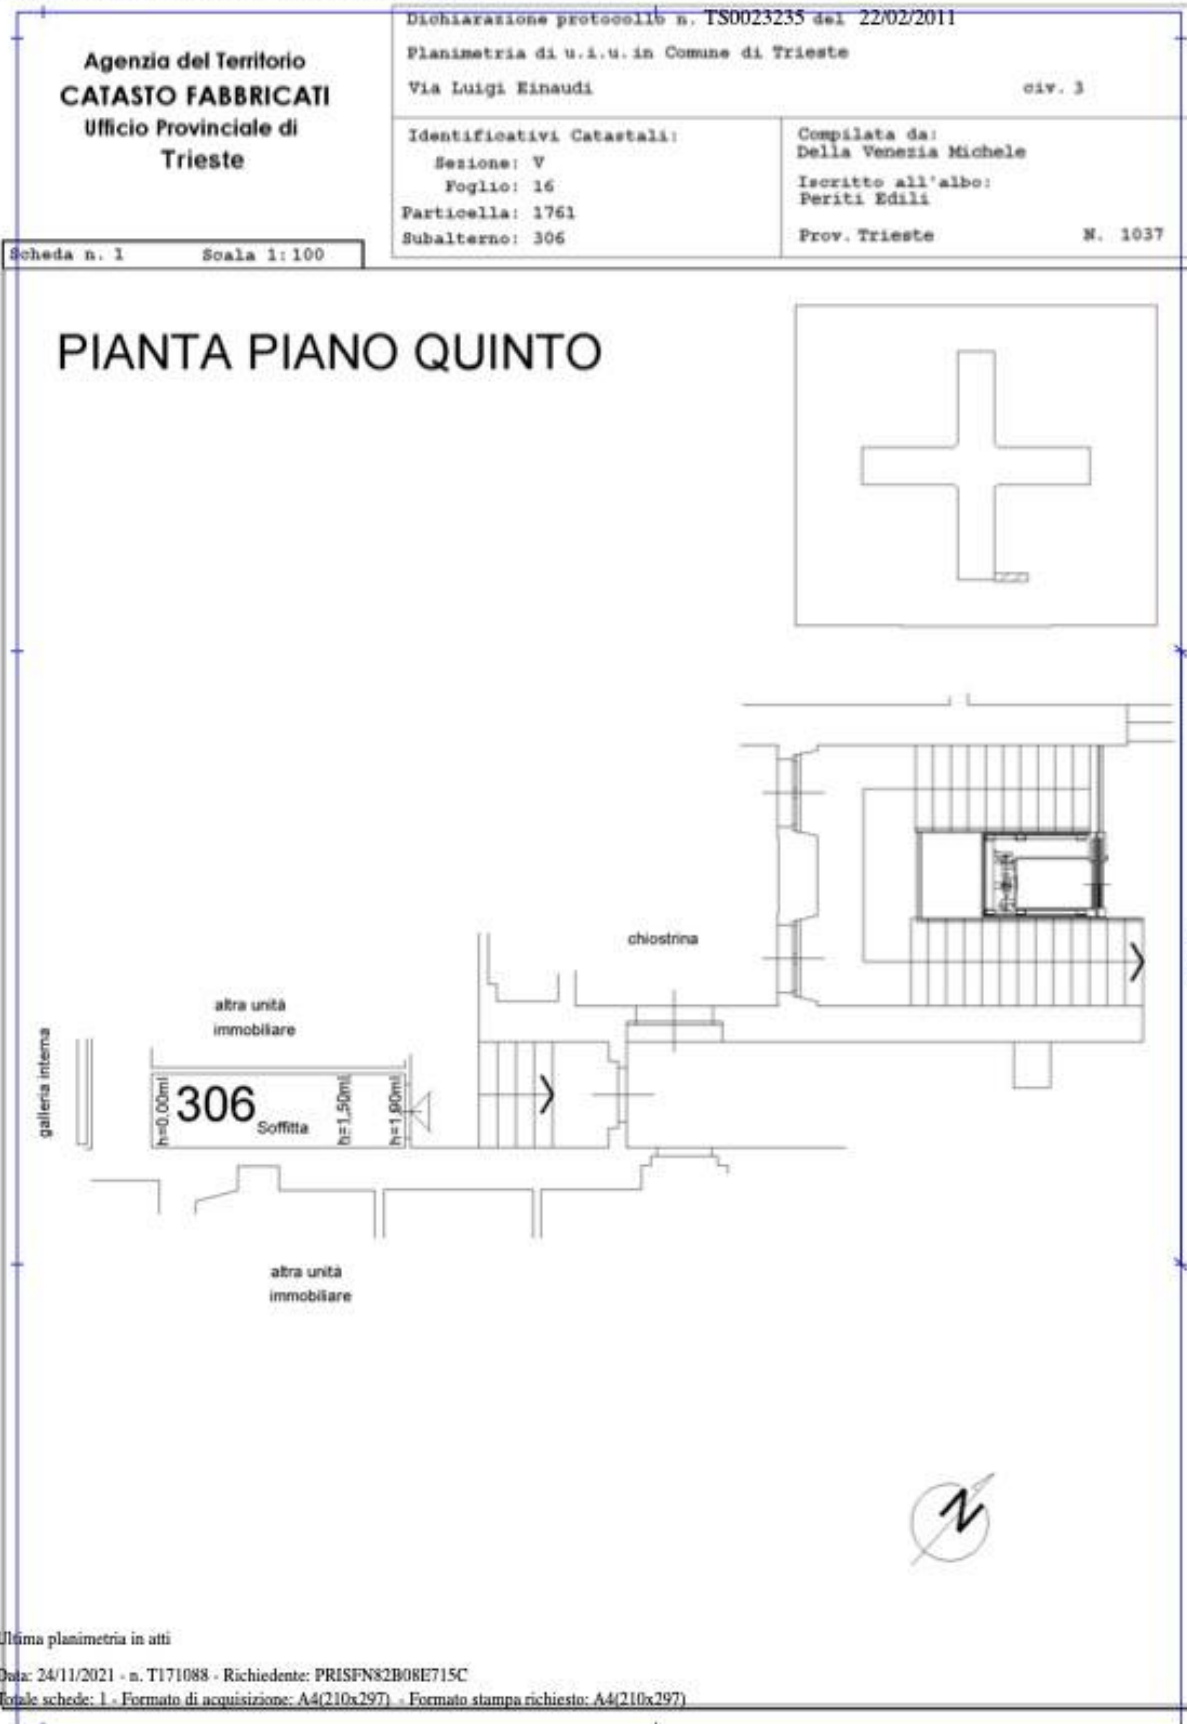 Agenzia del Territorio
CATASTO FABBRICATI
Ufficio Provinciale di
Trieste
Dichiarazione protocollo n. TS0023235 del 22/02/2011
Planimetria di u.i.u. in Comune di Trieste
Via Luigi Einaudi civ. 3
Identificativi Catastali:
Sezione: V
Foglio: 16
Particella: 1761
Subalterno: 306
Compilata da:
Della Venezia Michele
Iscritto all'albo:
Periti Edili
Prov. Trieste N. 1037
Scheda n. 1 Scala 1:100
PIANTA PIANO QUINTO
chiostrina
altra unità
immobiliare
galleria interna
h=0.00ml
306
Soffitta
h=1,50ml
h=1,90ml
altra unità
immobiliare
N
Ultima planimetria in atti
Data: 24/11/2021 - n. T171088 - Richiedente: PRISFN82B08E715C
Totale schede: 1 - Formato di acquisizione: A4(210x297) - Formato stampa richiesto: A4(210x297)